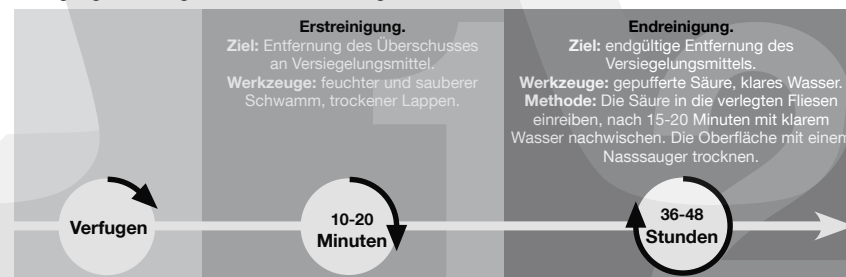 Erstreinigung.
Ziel: Entfernung des Überschusses
an Versiegelungsmittel.
Werkzeuge: feuchter und sauberer
Schwamm, trockener Lappen.
Endreinigung.
Ziel: endgültige Entfernung des
Versiegelungsmittels.
Werkzeuge: gepufferte Säure, klares Wasser.
Methode: Die Säure in die verlegten Fliesen
einreiben, nach 15-20 Minuten mit klarem
Wasser nachwischen. Die Oberfläche mit einem
Nasssauger trocknen.
Verfugen
10-20
Minuten
36-48
Stunden
1
2